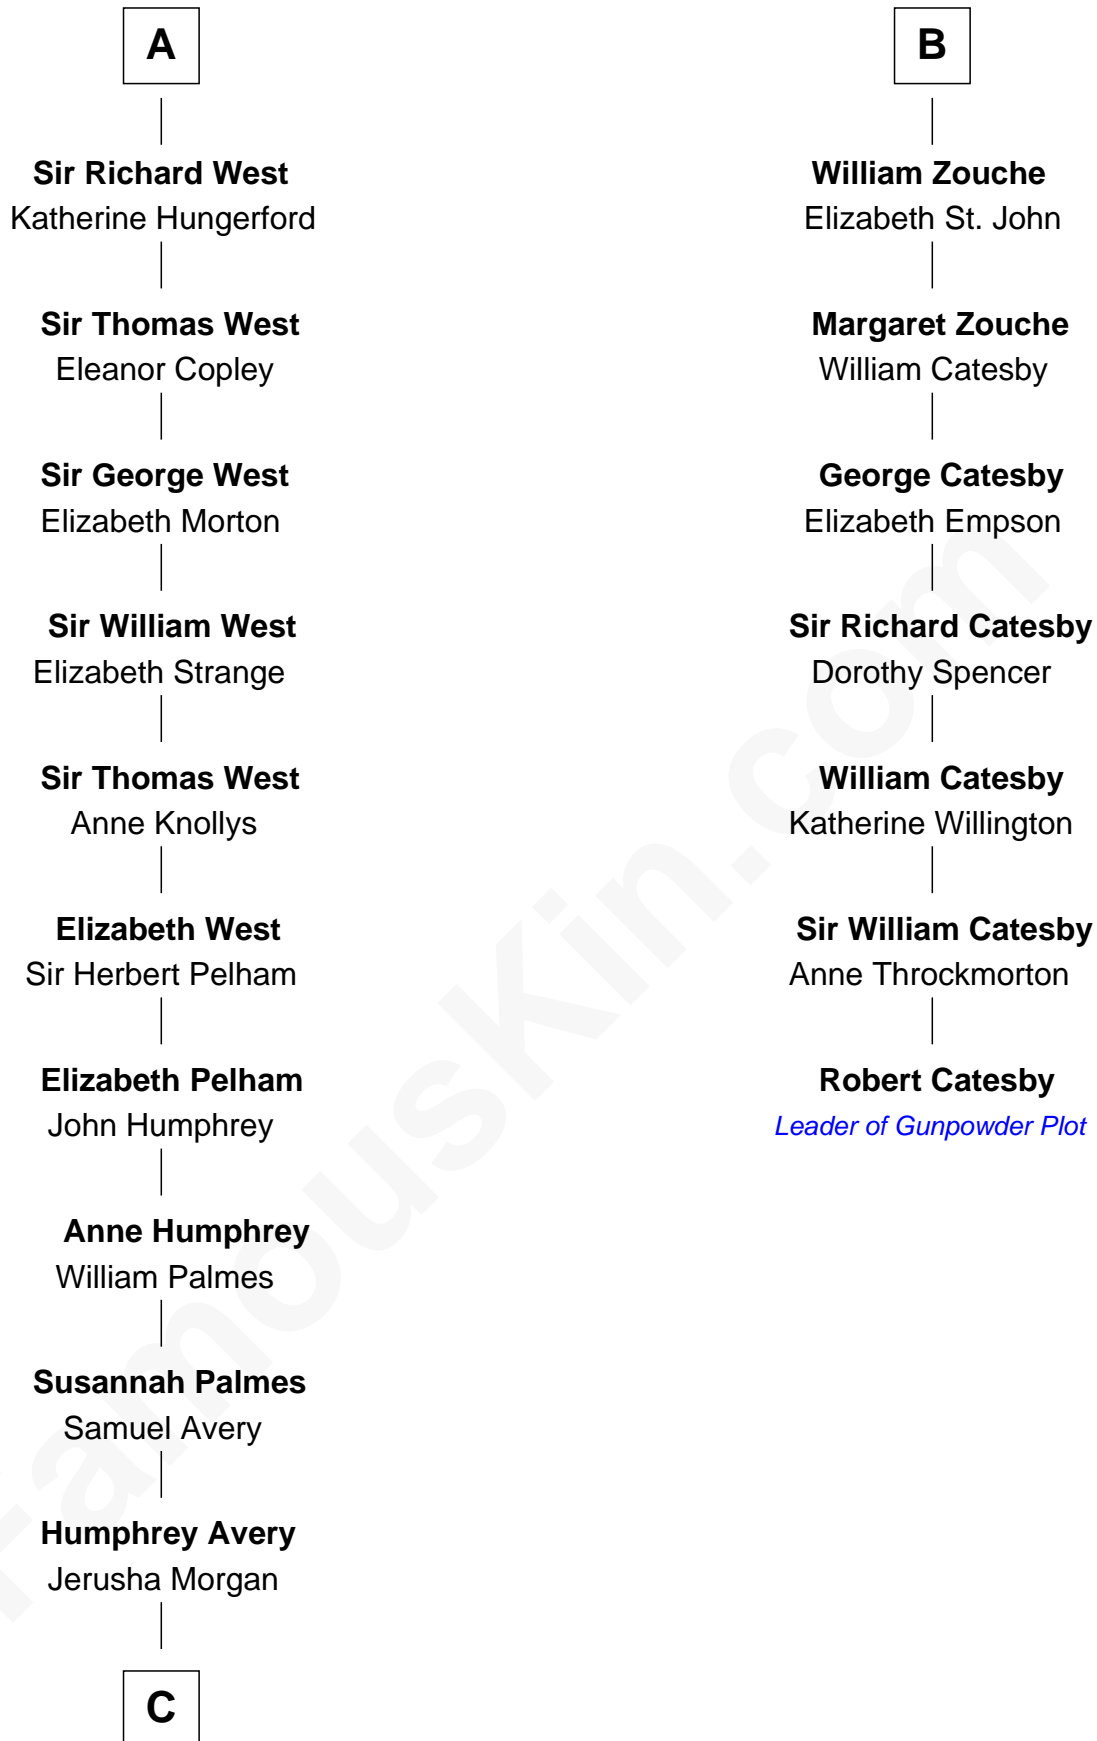 A
Sir Richard West
Katherine Hungerford
Sir Thomas West
Eleanor Copley
Sir George West
Elizabeth Morton
Sir William West
Elizabeth Strange
Sir Thomas West
Anne Knollys
Elizabeth West
Sir Herbert Pelham
Elizabeth Pelham
John Humphrey
Anne Humphrey
William Palmes
Susannah Palmes
Samuel Avery
Humphrey Avery
Jerusha Morgan
C
B
William Zouche
Elizabeth St. John
Margaret Zouche
William Catesby
George Catesby
Elizabeth Empson
Sir Richard Catesby
Dorothy Spencer
William Catesby
Katherine Willington
Sir William Catesby
Anne Throckmorton
Robert Catesby
Leader of Gunpowder Plot
FamousKin.com